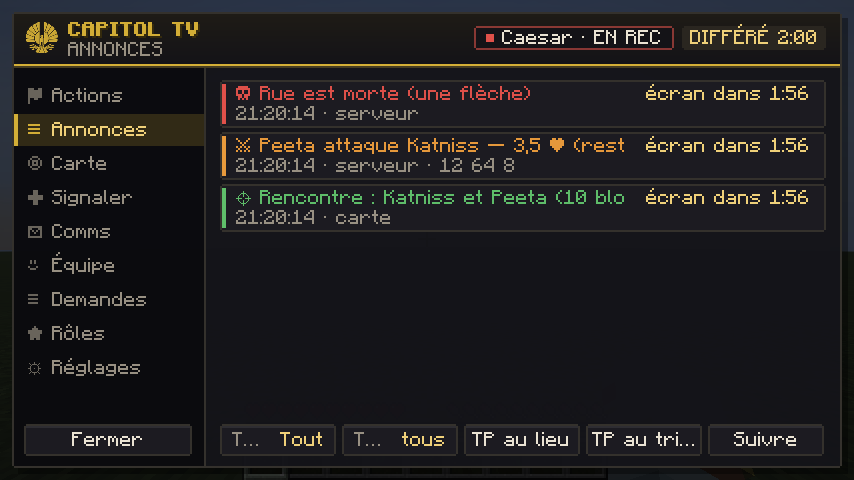 CAPITOL TV
ANNONCES
Caesar · EN REC
DIFFÉRÉ 2:00
Actions
Annonces
Carte
Signaler
Comms
Équipe
Demandes
Rôles
Réglages
Fermer
Rue est morte (une flèche)
écran dans 1:56
21:20:14 · serveur
Peeta attaque Katniss — 3,5 ♥ (rest
écran dans 1:56
21:20:14 · serveur · 12 64 8
Rencontre : Katniss et Peeta (10 blo
écran dans 1:56
21:20:14 · carte
T... Tout
T... tous
TP au lieu
TP au tri...
Suivre